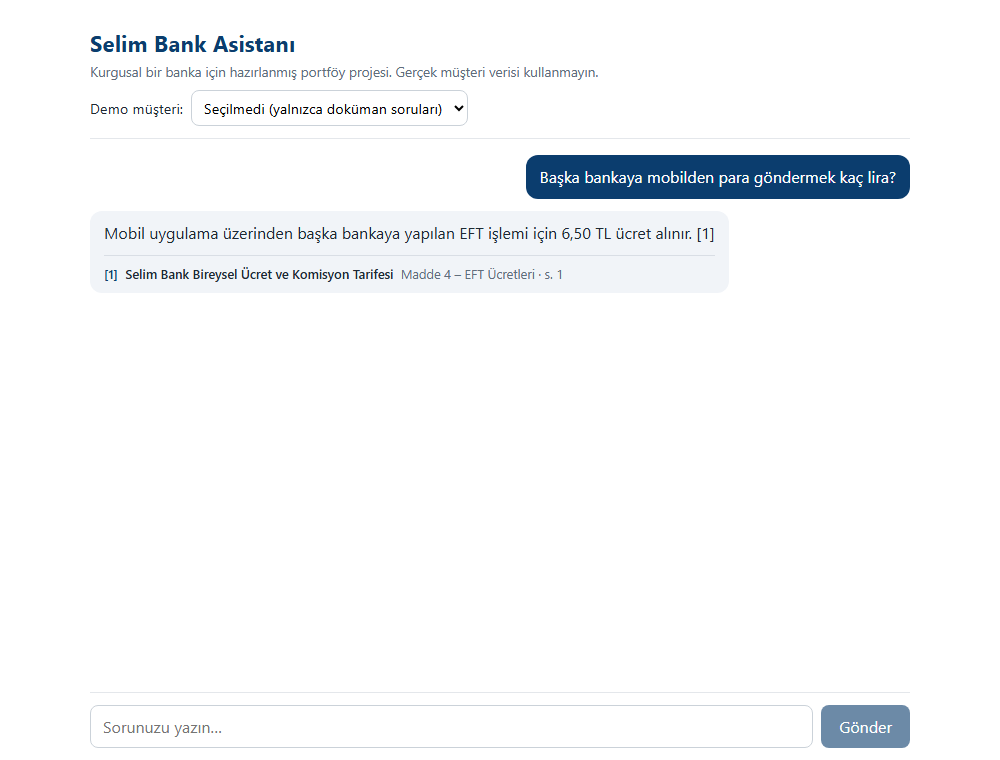 Selim Bank Asistanı
Kurgusal bir banka için hazırlanmış portföy projesi. Gerçek müşteri verisi kullanmayın.
Demo müşteri: Seçilmedi (yalnızca doküman soruları)
Başka bankaya mobilden para göndermek kaç lira?
Mobil uygulama üzerinden başka bankaya yapılan EFT işlemi için 6,50 TL ücret alınır. [1]
[1] Selim Bank Bireysel Ücret ve Komisyon Tarifesi Madde 4 – EFT Ücretleri · s. 1
Sorunuzu yazın... Gönder